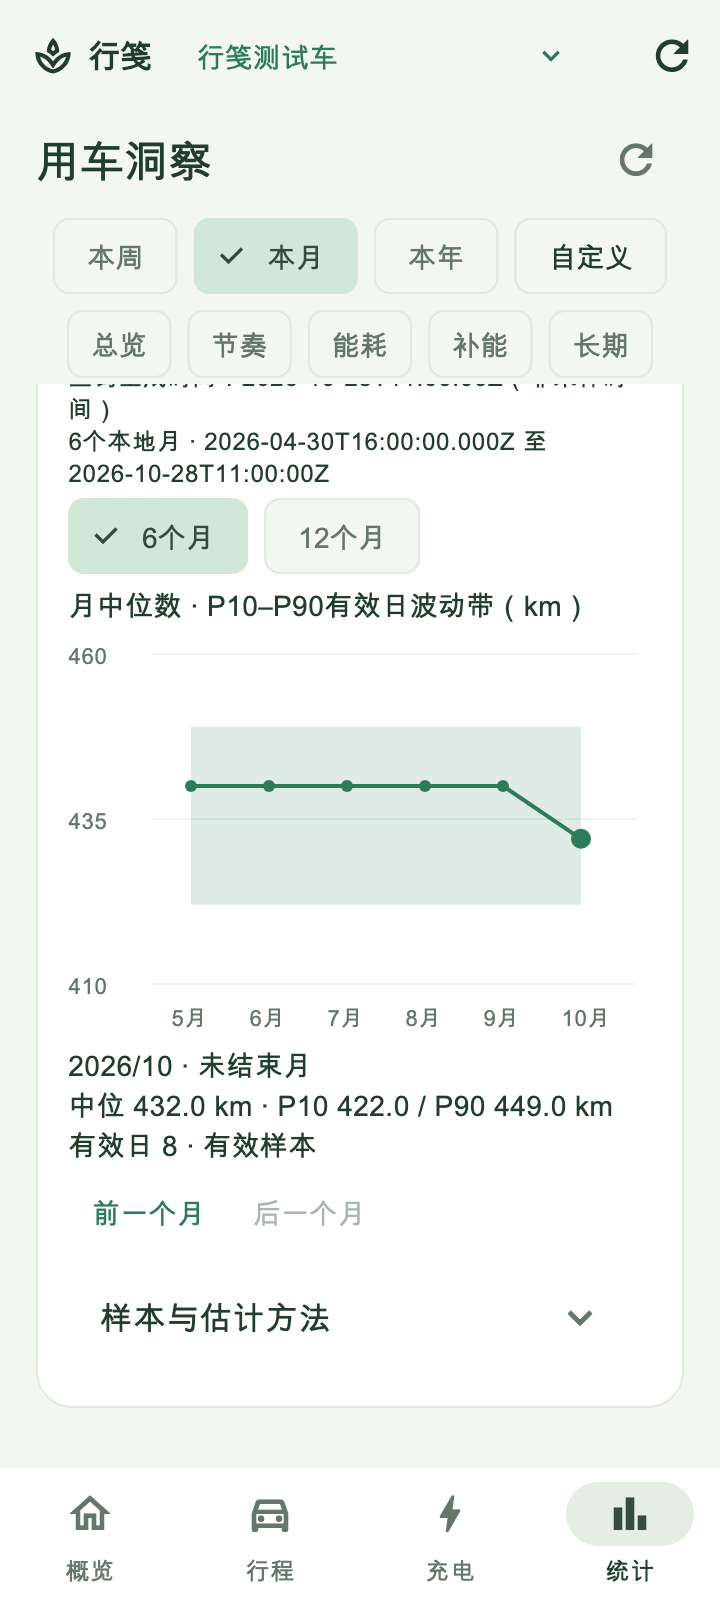 行笺 行笺测试车
用车洞察
本周 本月 本年 自定义
总览 节奏 能耗 补能 长期
间）
6个本地月 · 2026-04-30T16:00:00.000Z 至
2026-10-28T11:00:00Z
6个月 12个月
月中位数 · P10–P90有效日波动带（km）
460
435
410
5月 6月 7月 8月 9月 10月
2026/10 · 未结束月
中位 432.0 km · P10 422.0 / P90 449.0 km
有效日 8 · 有效样本
前一个月 后一个月
样本与估计方法
概览 行程 充电 统计